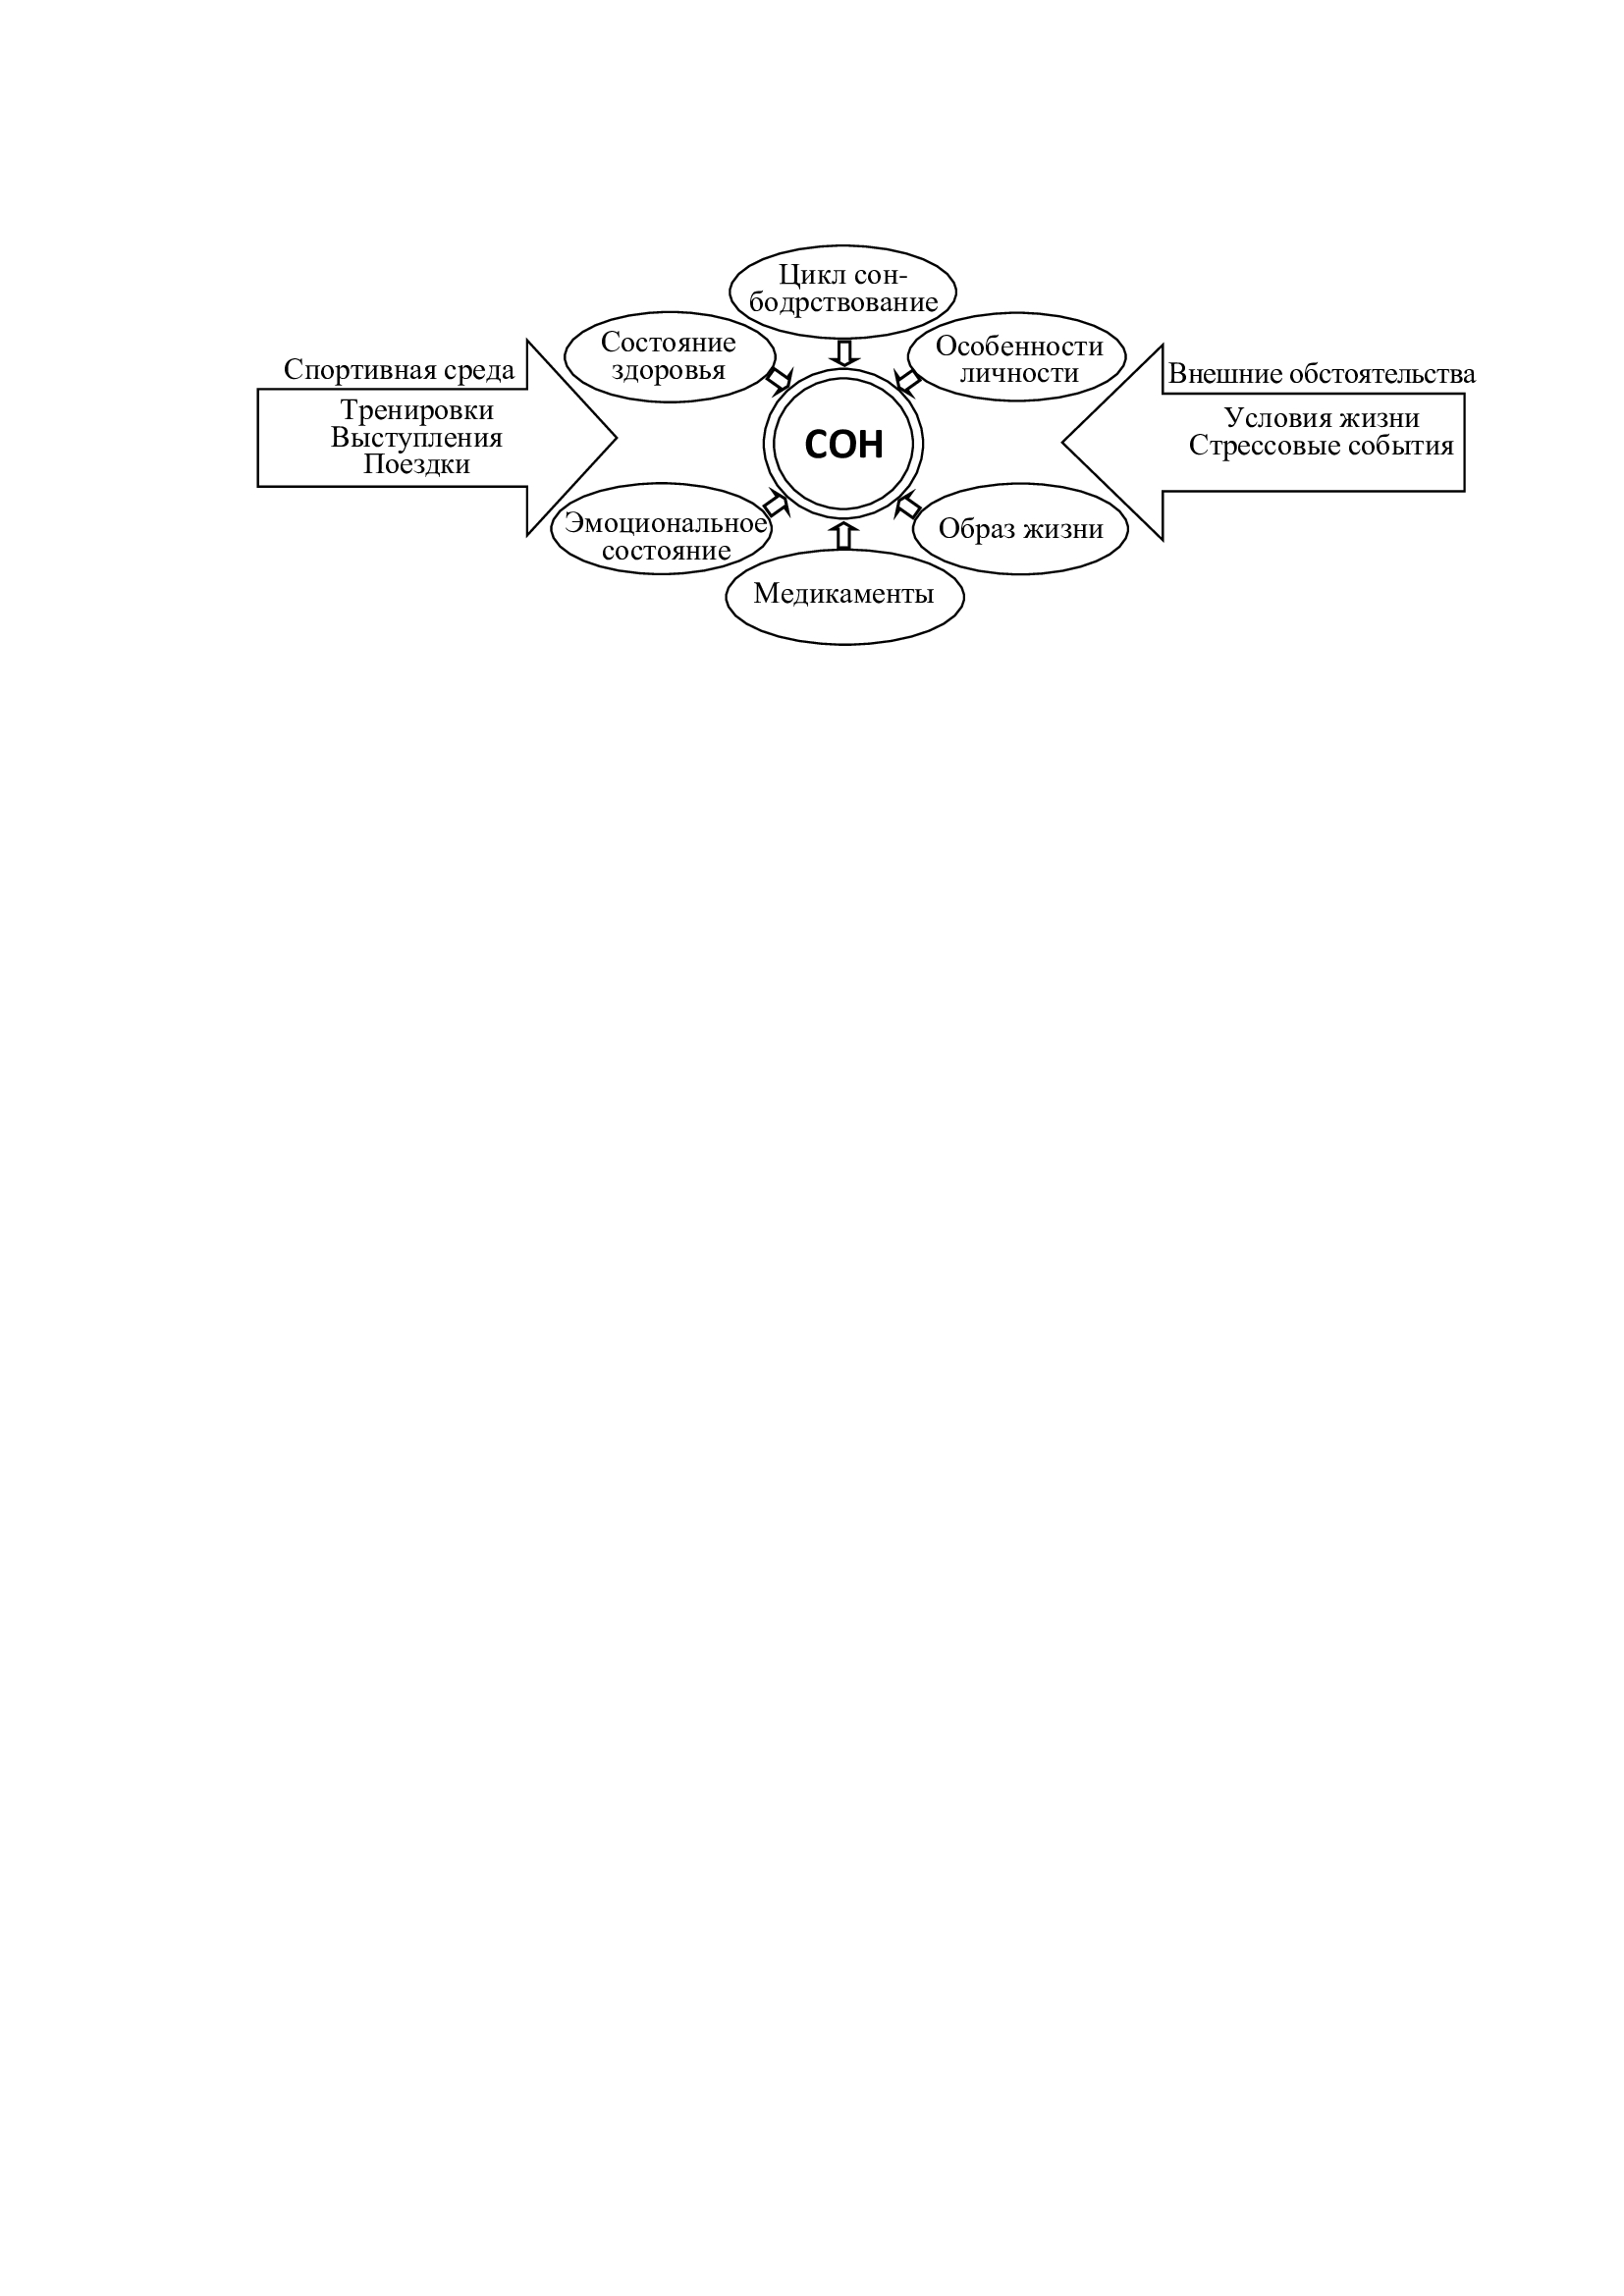 Цикл сон-
бодрствование
Состояние
здоровья
Особенности
личности
Спортивная среда
Тренировки
Выступления
Поездки
СОН
Внешние обстоятельства
Условия жизни
Стрессовые события
Эмоциональное
состояние
Образ жизни
Медикаменты